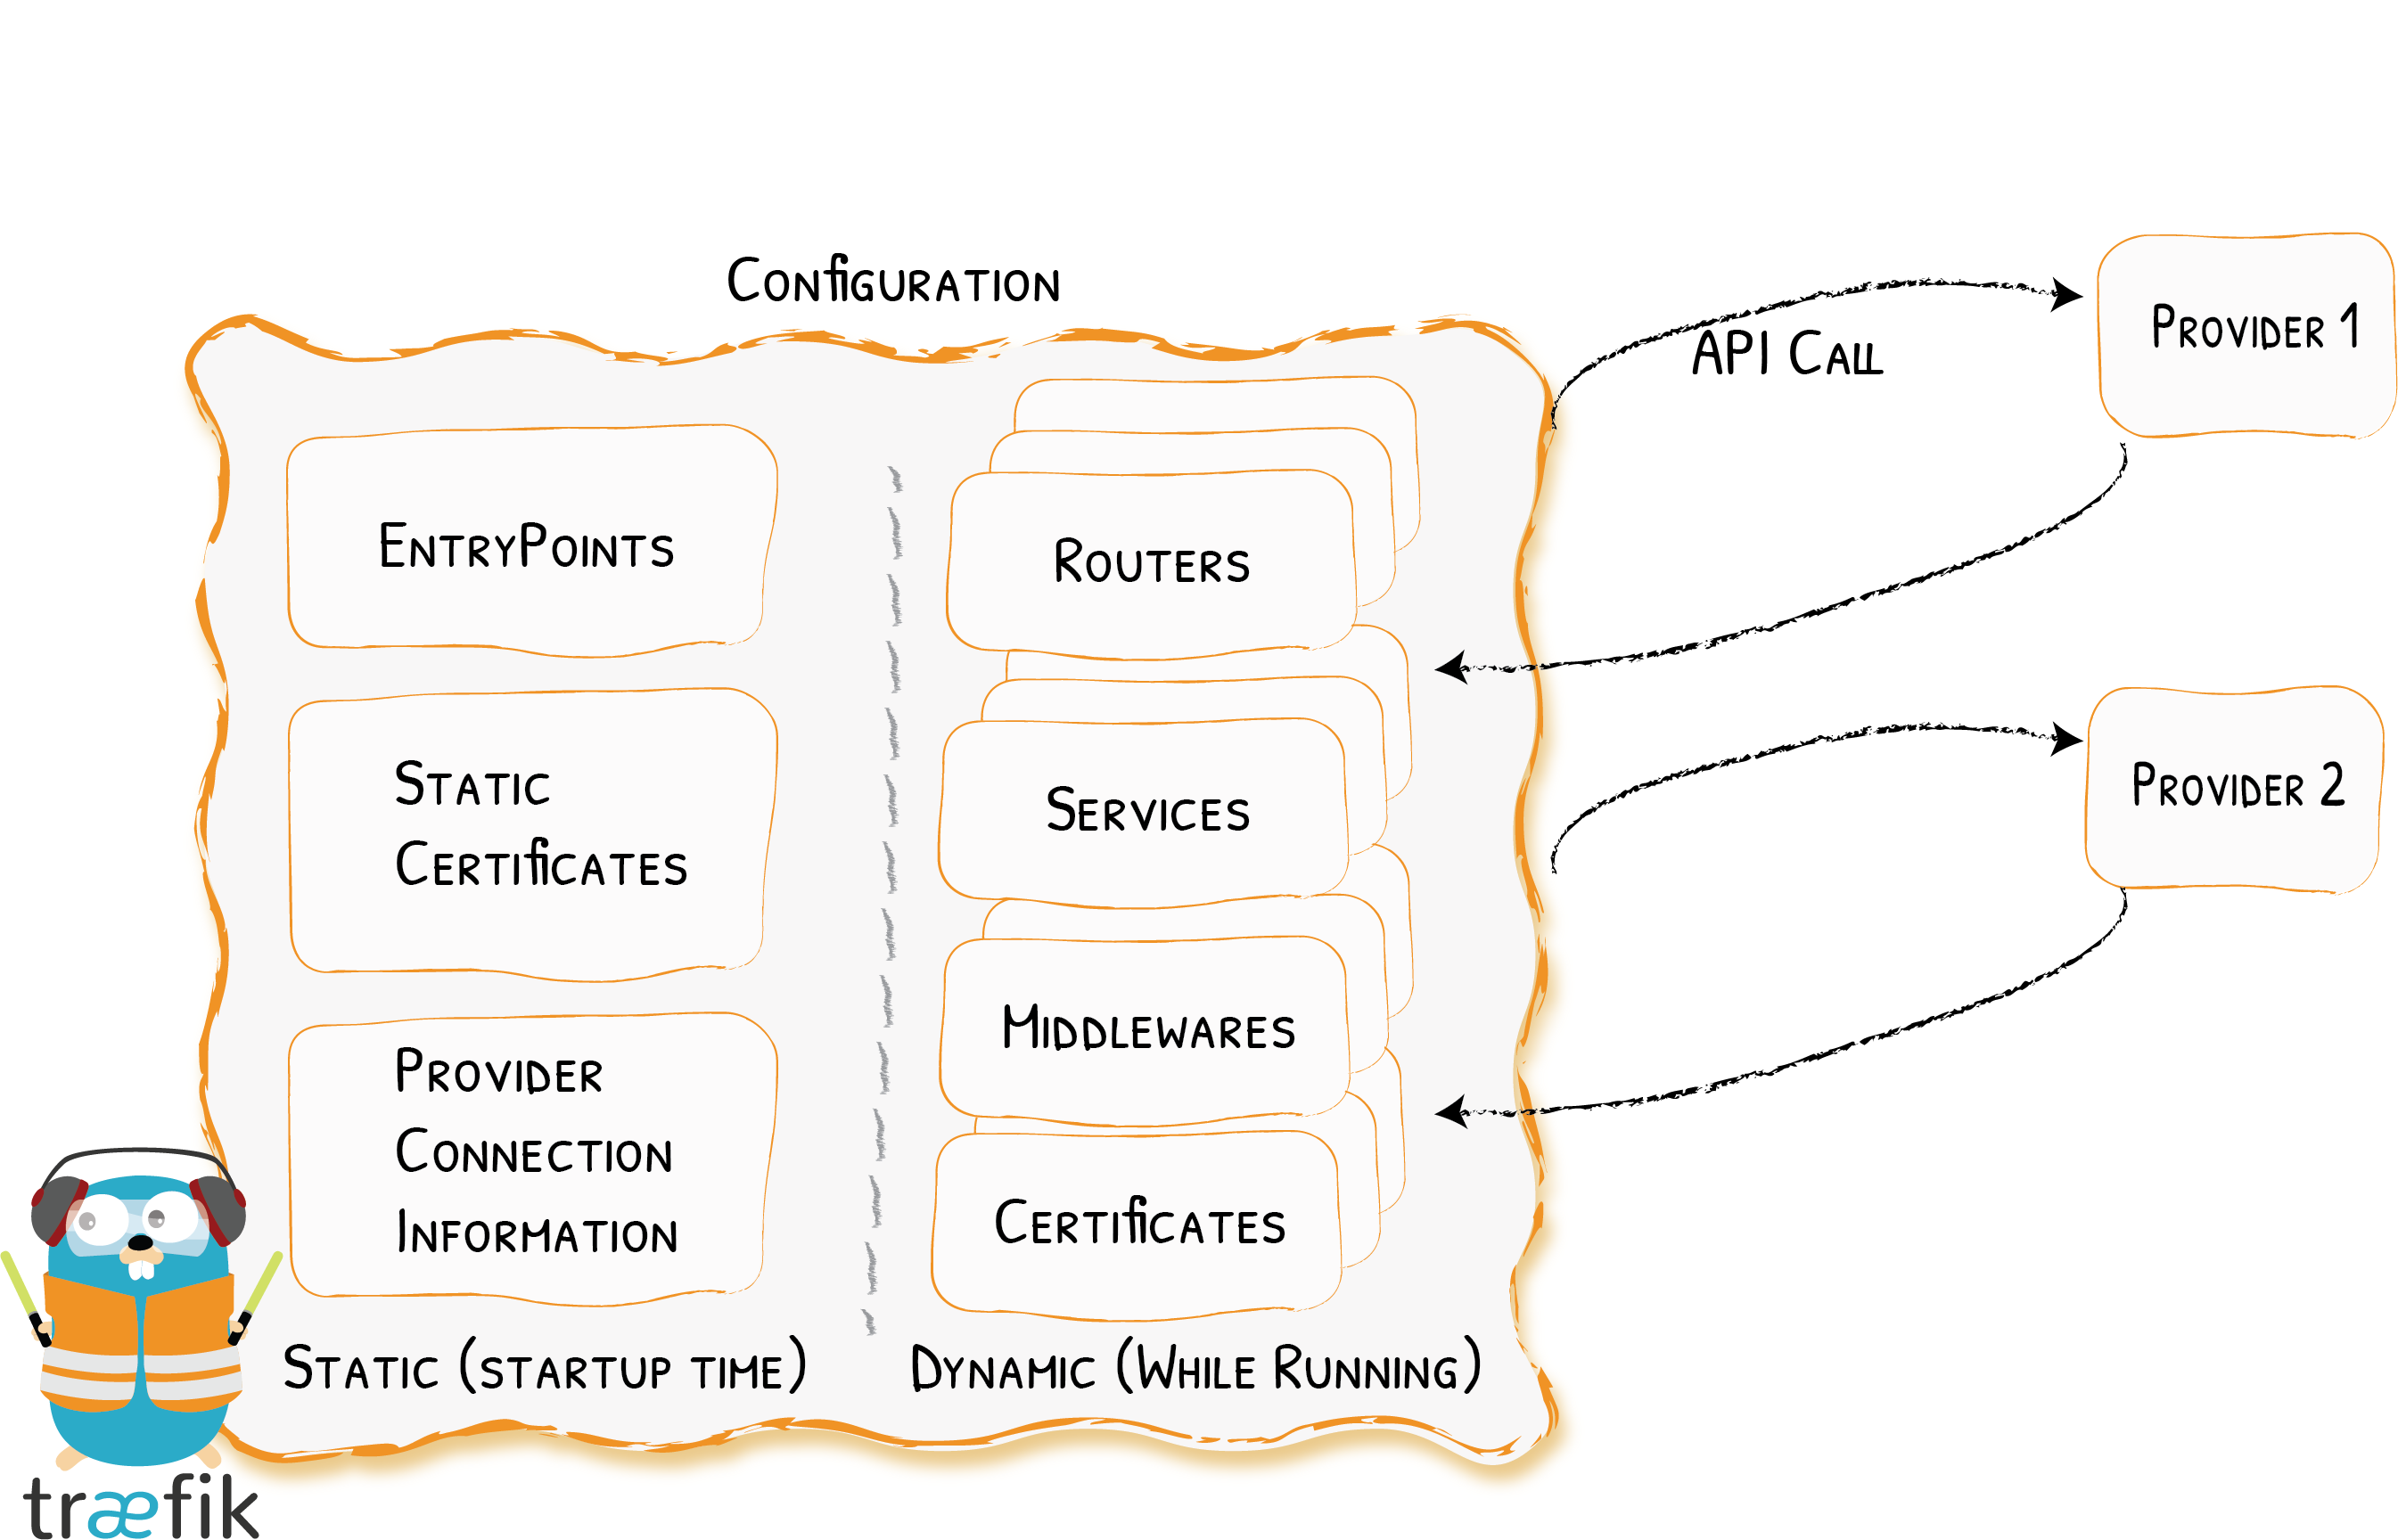 Configuration
EntryPoints
Static
Certificates
Provider
Connection
Information
Static (startup time)
Routers
Services
Middlewares
Certificates
Dynamic (While Running)
API Call
Provider 1
Provider 2
træfik